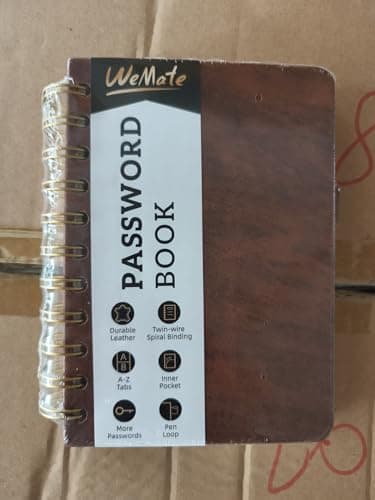 WeMate
PASSWORD
BOOK
Durable
Leather
Twin-wire
Spiral Binding
A
B
A-Z
Tabs
Inner
Pocket
More
Passwords
Pen
Loop